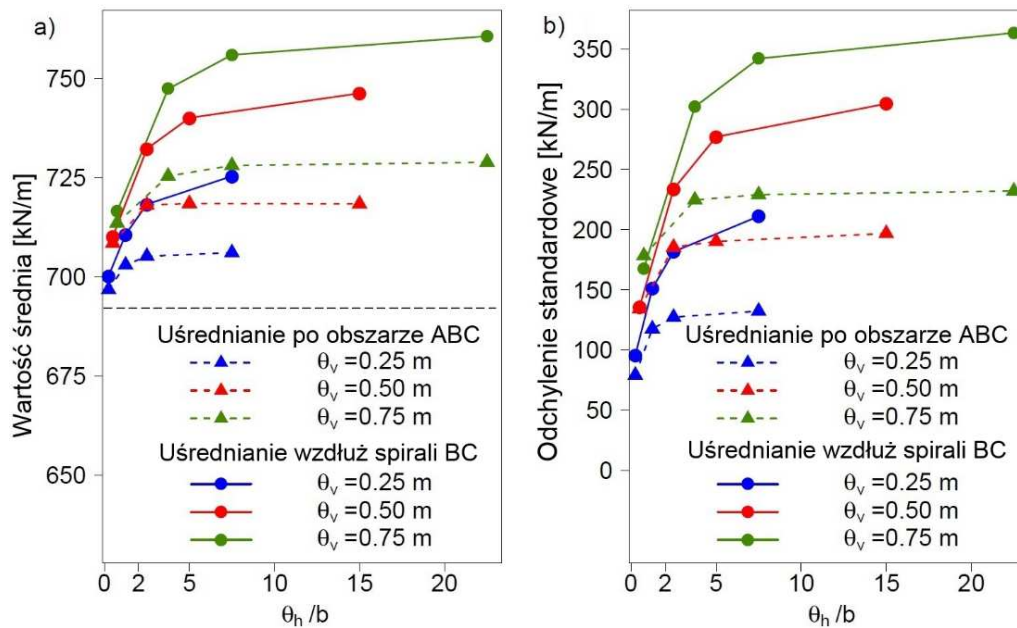 a)
Wartość średnia [kN/m]
750
725
700
675
650
Uśrednianie po obszarze ABC
θv =0.25 m
θv =0.50 m
θv =0.75 m
Uśrednianie wzdłuż spirali BC
θv =0.25 m
θv =0.50 m
θv =0.75 m
0 2 5 10 15 20
θh /b
b)
Odchylenie standardowe [kN/m]
350
300
250
200
150
100
50
0
Uśrednianie po obszarze ABC
θv =0.25 m
θv =0.50 m
θv =0.75 m
Uśrednianie wzdłuż spirali BC
θv =0.25 m
θv =0.50 m
θv =0.75 m
0 2 5 10 15 20
θh /b